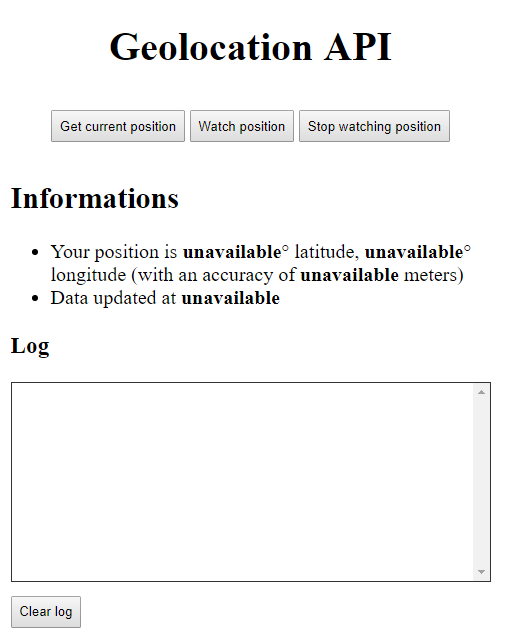 Geolocation API
Get current position Watch position Stop watching position
Informations
• Your position is unavailable° latitude, unavailable°
longitude (with an accuracy of unavailable meters)
• Data updated at unavailable
Log
Clear log